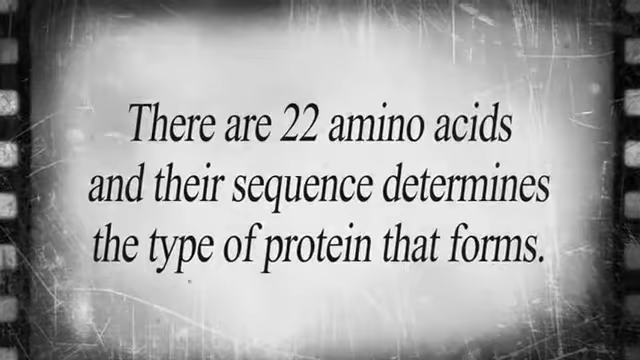 There are 22 amino acids
and their sequence determines
the type of protein that forms.